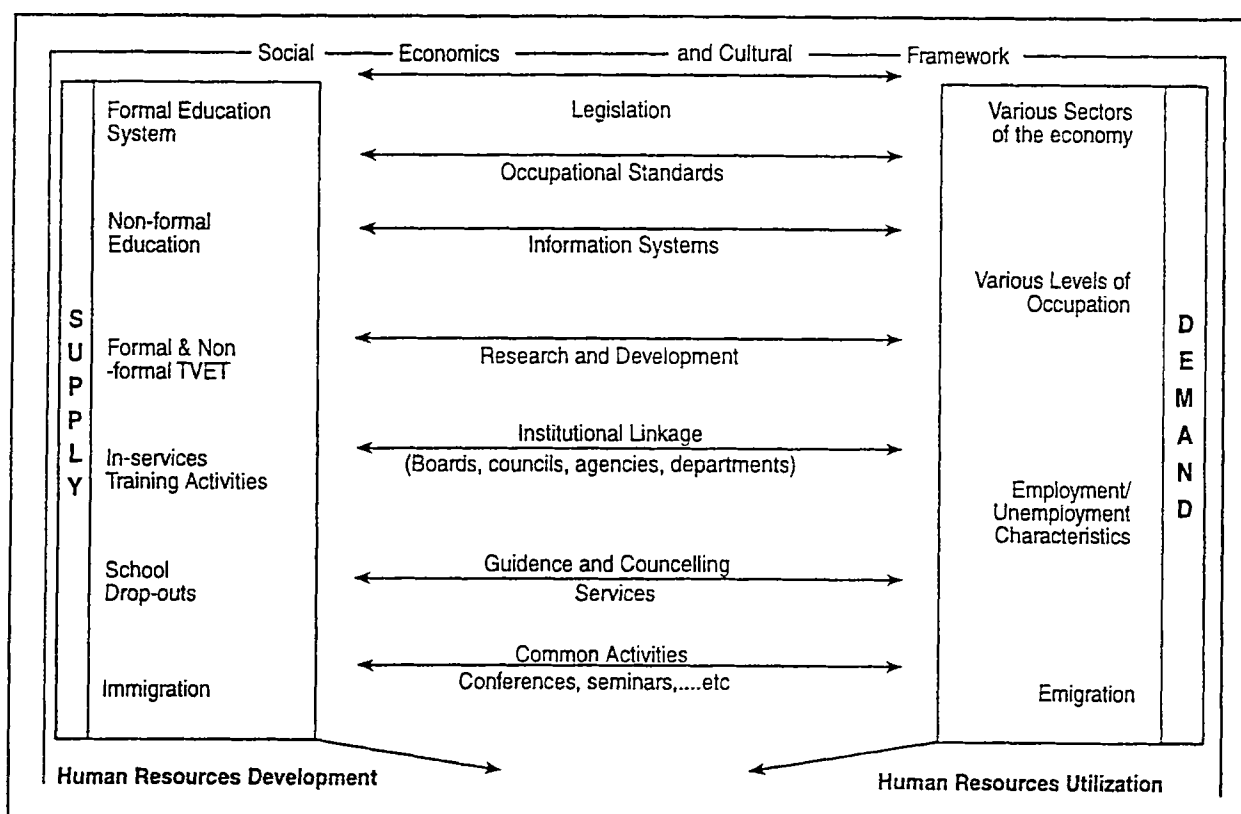 Social Economics and Cultural Framework
SUPPLY
Formal Education
System
Non-formal
Education
Formal & Non
-formal TVET
In-services
Training Activities
School
Drop-outs
Immigration
Legislation
Occupational Standards
Information Systems
Research and Development
Institutional Linkage
(Boards, councils, agencies, departments)
Guidence and Councelling
Services
Common Activities
Conferences, seminars,....etc
Various Sectors
of the economy
Various Levels of
Occupation
Employment/
Unemployment
Characteristics
Emigration
DEMAND
Human Resources Development
Human Resources Utilization